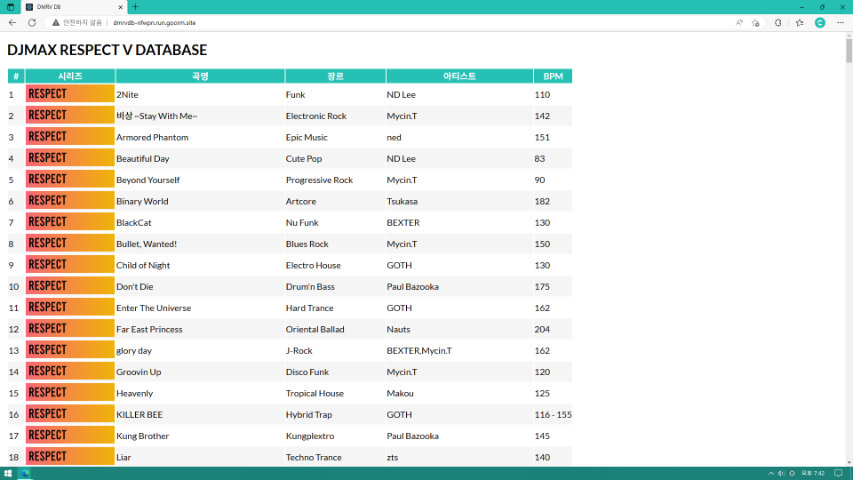 DMRV DB
안전하지 않음 | dmrvdb-nfwpn.run.goorm.site
DJMAX RESPECT V DATABASE
# 시리즈 곡명 장르 아티스트 BPM
1 RESPECT 2Nite Funk ND Lee 110
2 RESPECT 비상 ~Stay With Me~ Electronic Rock Mycin.T 142
3 RESPECT Armored Phantom Epic Music ned 151
4 RESPECT Beautiful Day Cute Pop ND Lee 83
5 RESPECT Beyond Yourself Progressive Rock Mycin.T 90
6 RESPECT Binary World Artcore Tsukasa 182
7 RESPECT BlackCat Nu Funk BEXTER 130
8 RESPECT Bullet, Wanted! Blues Rock Mycin.T 150
9 RESPECT Child of Night Electro House GOTH 130
10 RESPECT Don't Die Drum'n Bass Paul Bazooka 175
11 RESPECT Enter The Universe Hard Trance GOTH 162
12 RESPECT Far East Princess Oriental Ballad Nauts 204
13 RESPECT glory day J-Rock BEXTER,Mycin.T 162
14 RESPECT Groovin Up Disco Funk Mycin.T 120
15 RESPECT Heavenly Tropical House Makou 125
16 RESPECT KILLER BEE Hybrid Trap GOTH 116 - 155
17 RESPECT Kung Brother Kungplextro Paul Bazooka 145
18 RESPECT Liar Techno Trance zts 140
오후 7:42